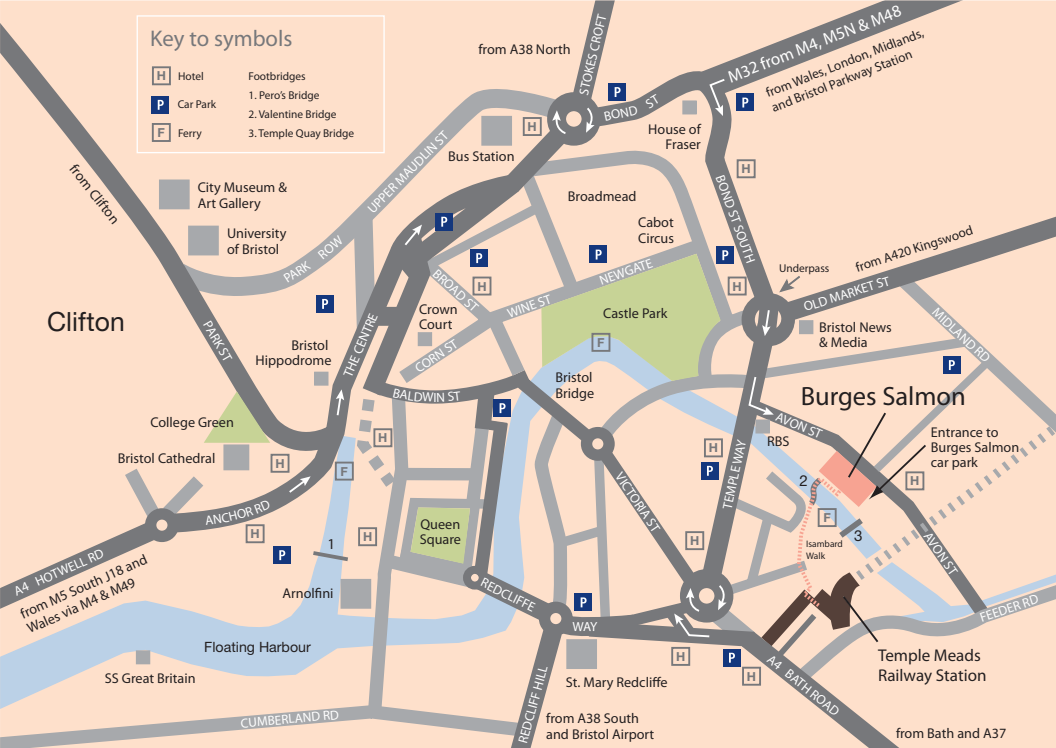 Key to symbols
H Hotel
P Car Park
F Ferry
Footbridges
1. Pero's Bridge
2. Valentine Bridge
3. Temple Quay Bridge
from A38 North
STOKES CROFT
M32 from M4, M5N & M48
from Wales, London, Midlands,
and Bristol Parkway Station
P
BOND ST
P
House of
Fraser
H
Bus Station
UPPER MAUDLIN ST
from Clifton
City Museum &
Art Gallery
University
of Bristol
PARK ROW
Broadmead
H
BOND ST SOUTH
Cabot
Circus
P
P
P
P
NEWGATE
H
H
Underpass
from A420 Kingswood
OLD MARKET ST
BROAD ST
WINE ST
Castle Park
P
Clifton
PARK ST
THE CENTRE
Crown
Court
CORN ST
F
Bristol News
& Media
MIDLAND RD
P
Bristol
Hippodrome
Bristol
Bridge
BALDWIN ST
P
Burges Salmon
College Green
AVON ST
RBS
Entrance to
Burges Salmon
car park
Bristol Cathedral
H
H
F
H
P
TEMPLE WAY
H
2
F
3
ANCHOR RD
VICTORIA ST
Queen
Square
H
H
P
1
H
Isambard
Walk
AVON ST
A4 HOTWELL RD
from M5 South J18 and
Wales via M4 & M49
Arnolfini
REDCLIFFE
WAY
P
FEEDER RD
Floating Harbour
SS Great Britain
St. Mary Redcliffe
H
P
H
A4 BATH ROAD
Temple Meads
Railway Station
CUMBERLAND RD
REDCLIFF HILL
from A38 South
and Bristol Airport
from Bath and A37